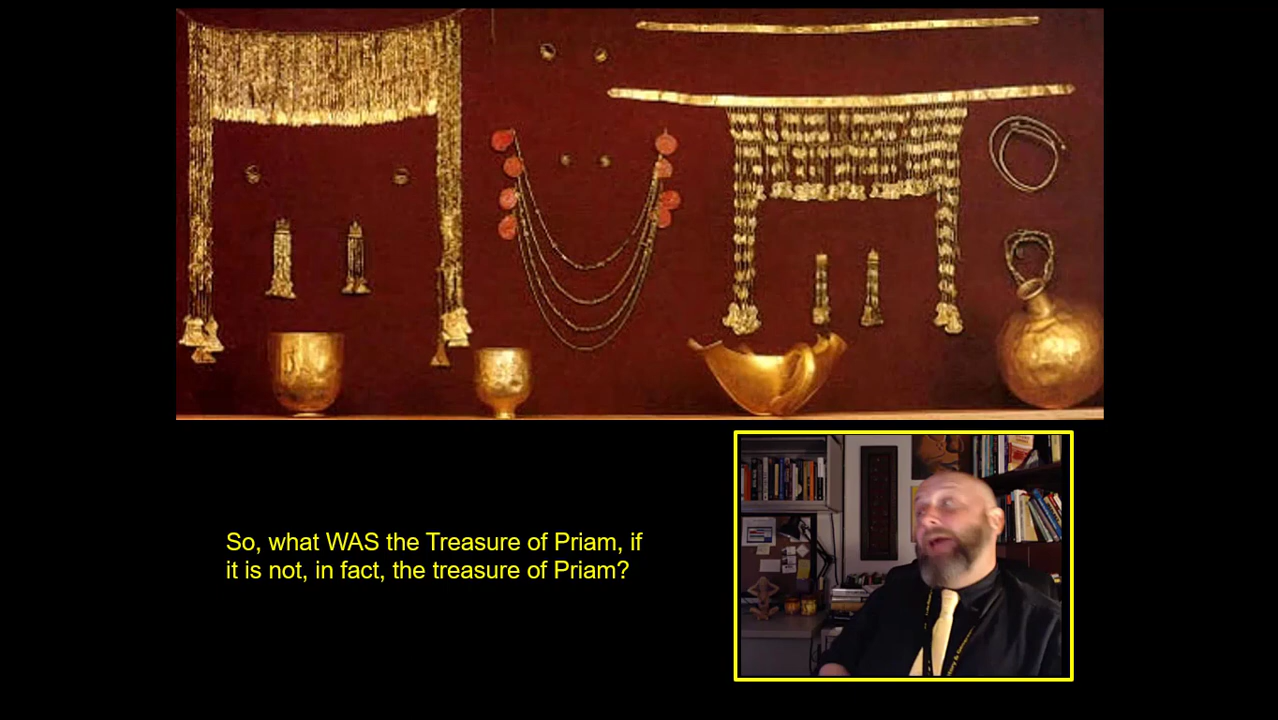 So, what WAS the Treasure of Priam, if
it is not, in fact, the treasure of Priam?